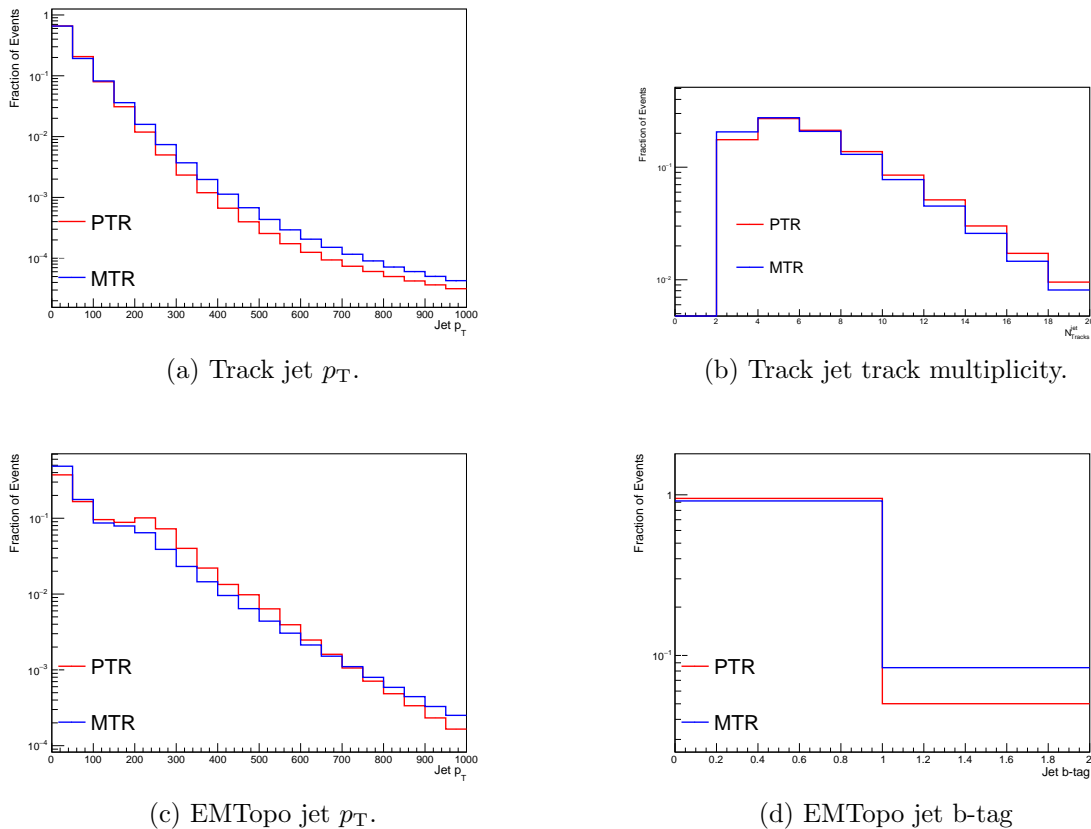 Fraction of Events
1
10⁻¹
10⁻²
10⁻³
10⁻⁴
PTR
MTR
0 100 200 300 400 500 600 700 800 900 1000
Jet p_T
(a) Track jet p_T.
Fraction of Events
10⁻¹
10⁻²
PTR
MTR
0 2 4 6 8 10 12 14 16 18 20
N^jet_Tracks
(b) Track jet track multiplicity.
Fraction of Events
10⁻¹
10⁻²
10⁻³
10⁻⁴
PTR
MTR
0 100 200 300 400 500 600 700 800 900 1000
Jet p_T
(c) EMTopo jet p_T.
Fraction of Events
1
10⁻¹
PTR
MTR
0 0.2 0.4 0.6 0.8 1 1.2 1.4 1.6 1.8 2
Jet b-tag
(d) EMTopo jet b-tag